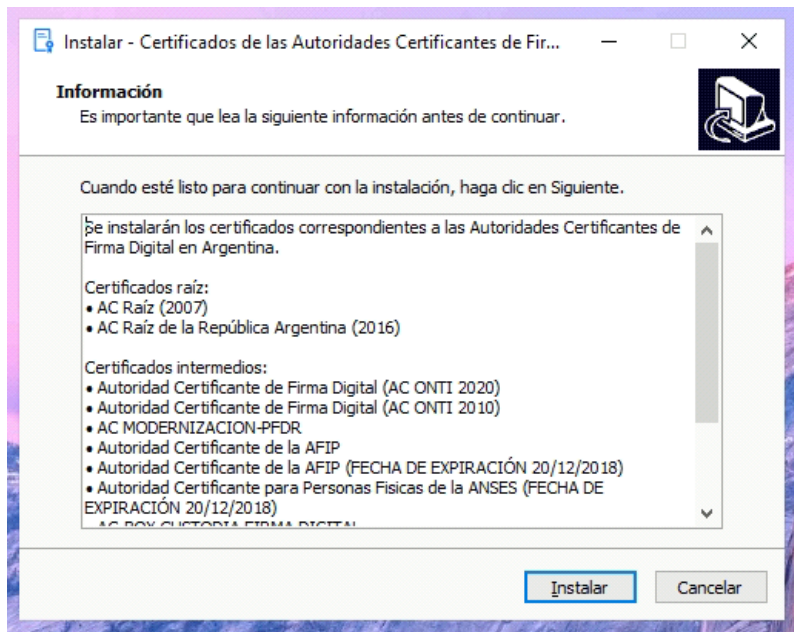 Instalar - Certificados de las Autoridades Certificantes de Fir...
Información
Es importante que lea la siguiente información antes de continuar.
Cuando esté listo para continuar con la instalación, haga clic en Siguiente.
Se instalarán los certificados correspondientes a las Autoridades Certificantes de
Firma Digital en Argentina.
Certificados raíz:
• AC Raíz (2007)
• AC Raíz de la República Argentina (2016)
Certificados intermedios:
• Autoridad Certificante de Firma Digital (AC ONTI 2020)
• Autoridad Certificante de Firma Digital (AC ONTI 2010)
• AC MODERNIZACION-PFDR
• Autoridad Certificante de la AFIP
• Autoridad Certificante de la AFIP (FECHA DE EXPIRACIÓN 20/12/2018)
• Autoridad Certificante para Personas Fisicas de la ANSES (FECHA DE
EXPIRACIÓN 20/12/2018)
• AC BOX CUSTODIA FIRMA DIGITAL
Instalar
Cancelar